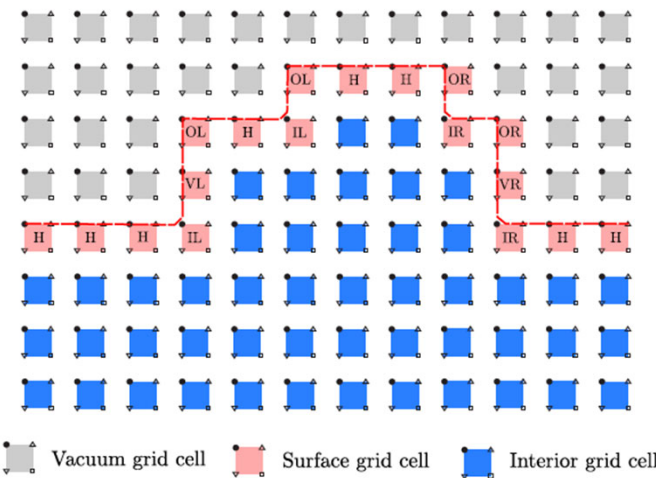 OL H H OR
OL H IL IR OR
VL VR
H H H IL IR H H
Vacuum grid cell Surface grid cell Interior grid cell